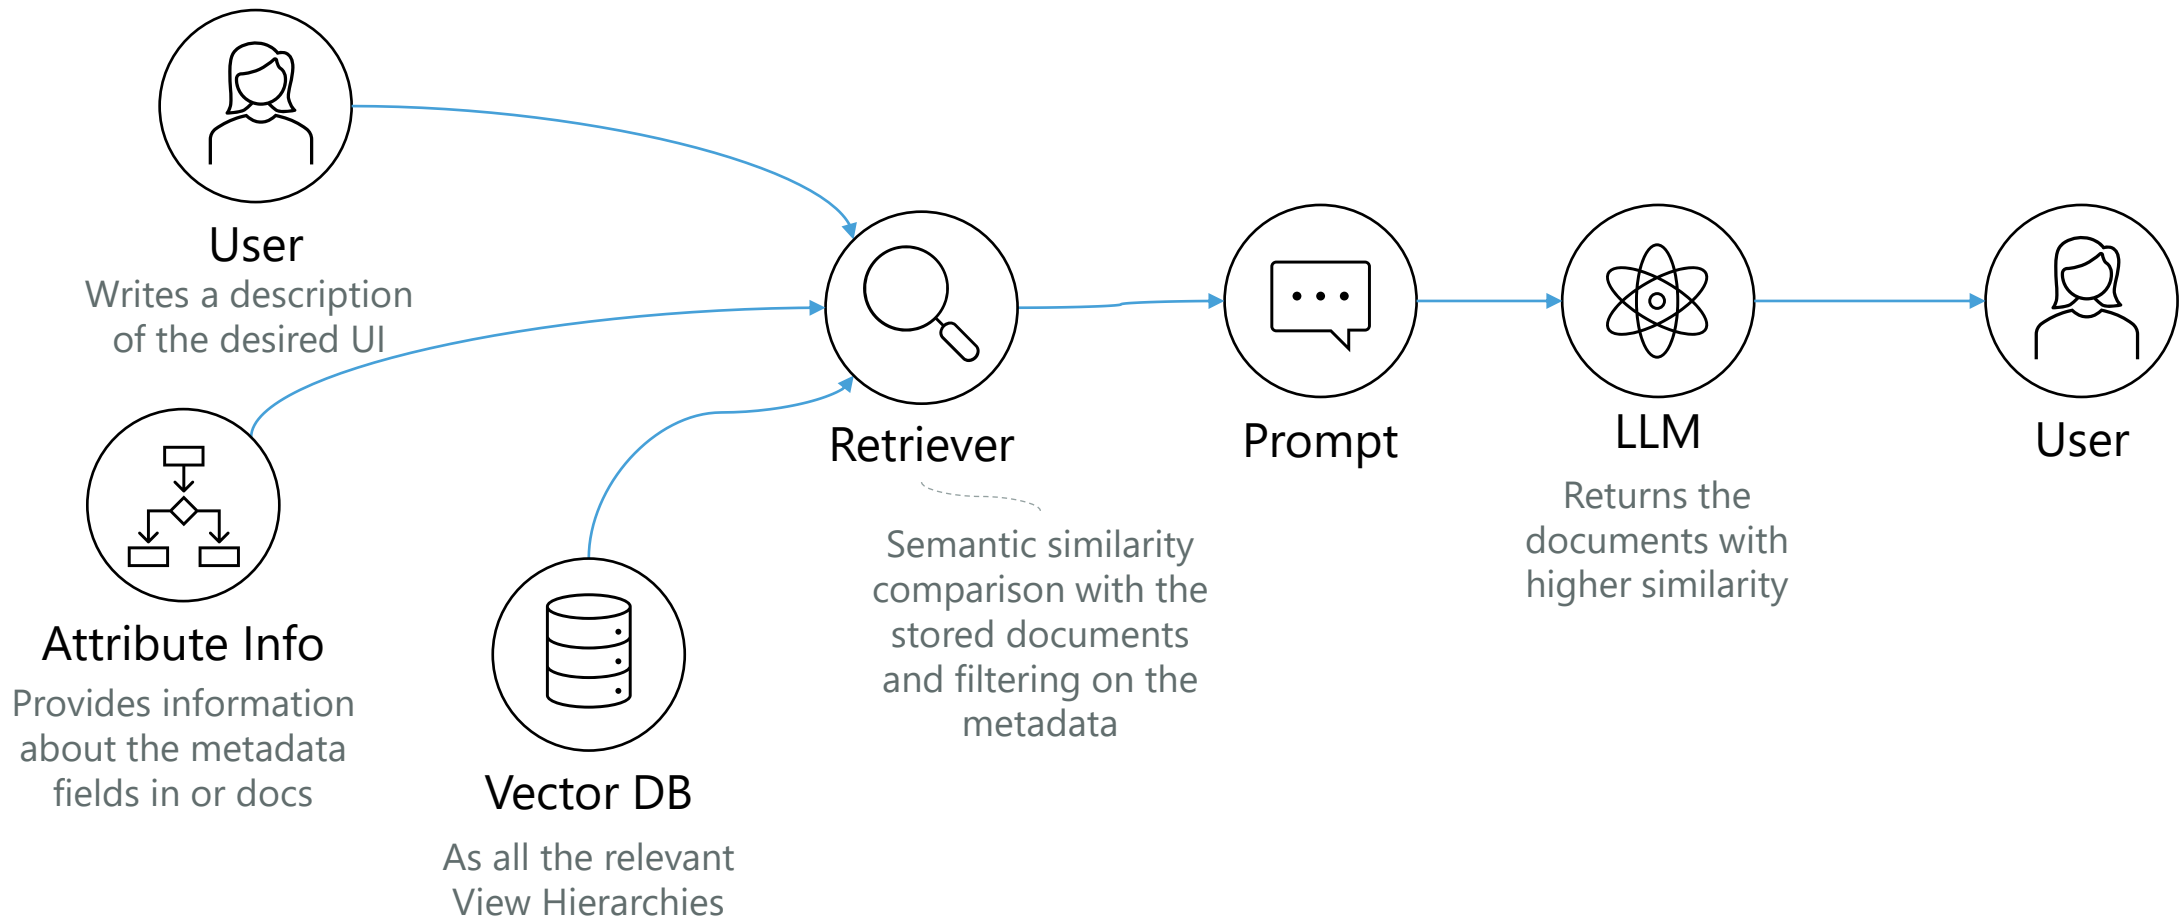 User
Writes a description
of the desired UI
Attribute Info
Provides information
about the metadata
fields in or docs
Vector DB
As all the relevant
View Hierarchies
Retriever
Semantic similarity
comparison with the
stored documents
and filtering on the
metadata
Prompt
LLM
Returns the
documents with
higher similarity
User